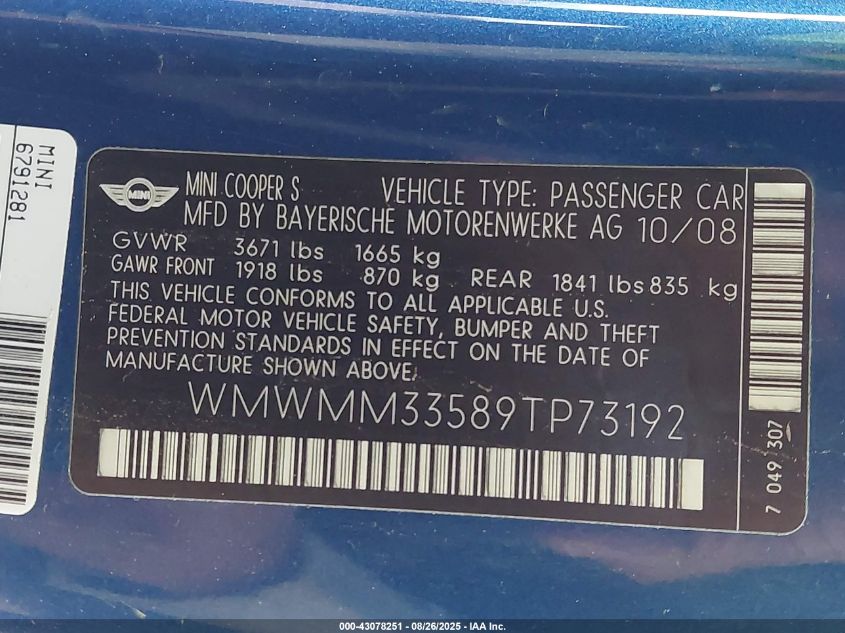 MINI
6791281
MINI
MINI COOPER S VEHICLE TYPE: PASSENGER CAR
MFD BY BAYERISCHE MOTORENWERKE AG 10/08
GVWR 3671 lbs 1665 kg
GAWR FRONT 1918 lbs 870 kg REAR 1841 lbs 835 kg
THIS VEHICLE CONFORMS TO ALL APPLICABLE U.S.
FEDERAL MOTOR VEHICLE SAFETY, BUMPER AND THEFT
PREVENTION STANDARDS IN EFFECT ON THE DATE OF
MANUFACTURE SHOWN ABOVE.
WMWMM33589TP73192
7 049 307
000-43078251 - 08/26/2025 - IAA Inc.